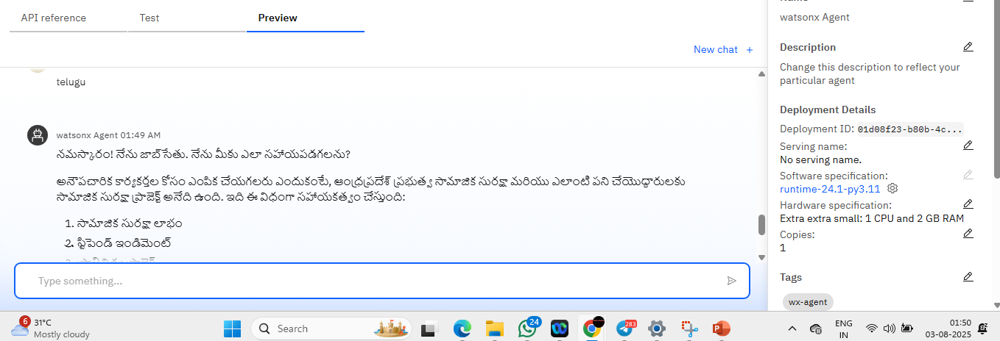 API reference
Test
Preview
New chat +
telugu
watsonx Agent 01:49 AM
నమస్కారం! నేను జాబ్‌సేతు. నేను మీకు ఎలా సహాయపడగలను?
అనౌపచారిక కార్యకర్తల కోసం ఎంపిక చేయగలరు ఎందుకంటే, ఆంధ్రప్రదేశ్ ప్రభుత్వ సామాజిక సురక్షా మరియు ఎలాంటి పని చేయొద్దారులకు
సామాజిక సురక్షా ప్రాజెక్ట్ అనేది ఉంది. ఇది ఈ విధంగా సహాయకత్వం చేస్తుంది:
1. సామాజిక సురక్షా లాభం
2. స్టిపెండ్ ఇండిమెంట్
Type something...
watsonx Agent
Description
Change this description to reflect your
particular agent
Deployment Details
Deployment ID: 01d08f23-b80b-4c...
Serving name:
No serving name.
Software specification:
runtime-24.1-py3.11
Hardware specification:
Extra extra small: 1 CPU and 2 GB RAM
Copies:
1
Tags
wx-agent
6
31°C
Mostly cloudy
Search
24
283
ENG
IN
01:50
03-08-2025